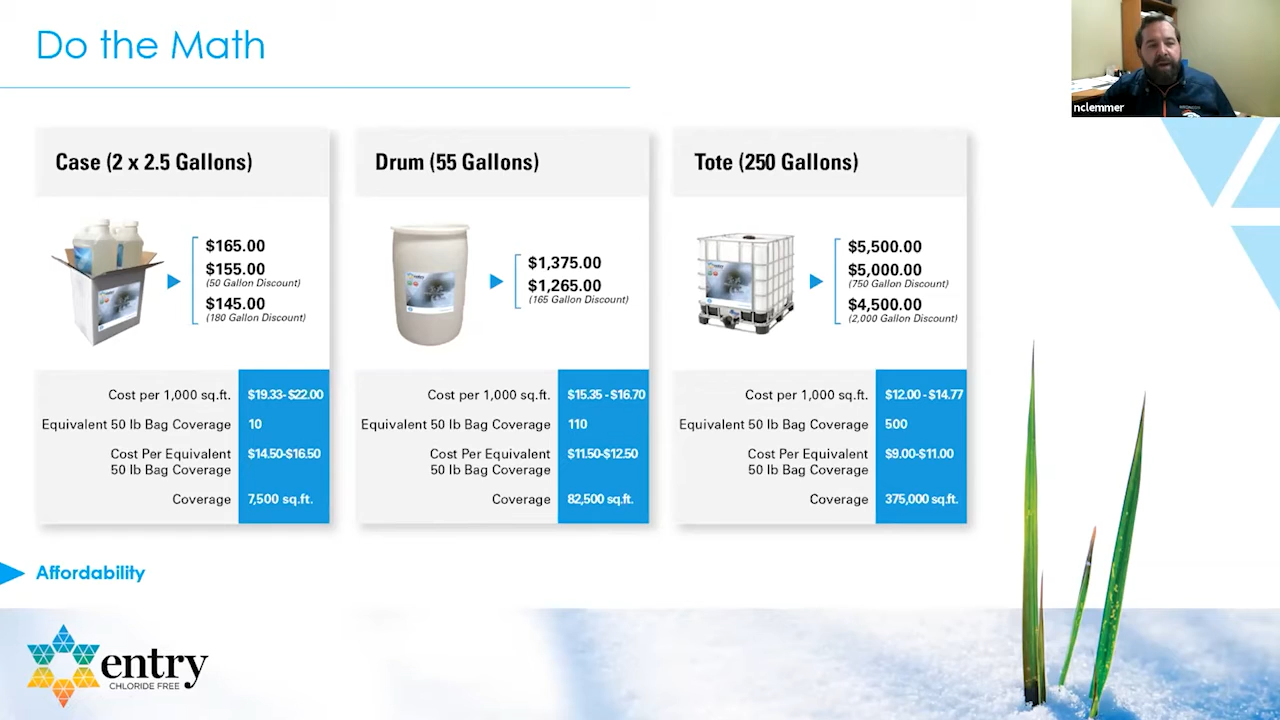 Do the Math
nclemmer
Case (2 x 2.5 Gallons)
$165.00
$155.00
(50 Gallon Discount)
$145.00
(180 Gallon Discount)
Cost per 1,000 sq.ft. $19.33-$22.00
Equivalent 50 lb Bag Coverage 10
Cost Per Equivalent $14.50-$16.50
50 lb Bag Coverage
Coverage 7,500 sq.ft.
Drum (55 Gallons)
$1,375.00
$1,265.00
(165 Gallon Discount)
Cost per 1,000 sq.ft. $15.35 - $16.70
Equivalent 50 lb Bag Coverage 110
Cost Per Equivalent $11.50-$12.50
50 lb Bag Coverage
Coverage 82,500 sq.ft.
Tote (250 Gallons)
$5,500.00
$5,000.00
(750 Gallon Discount)
$4,500.00
(2,000 Gallon Discount)
Cost per 1,000 sq.ft. $12.00 - $14.77
Equivalent 50 lb Bag Coverage 500
Cost Per Equivalent $9.00-$11.00
50 lb Bag Coverage
Coverage 375,000 sq.ft.
Affordability
entry
CHLORIDE FREE